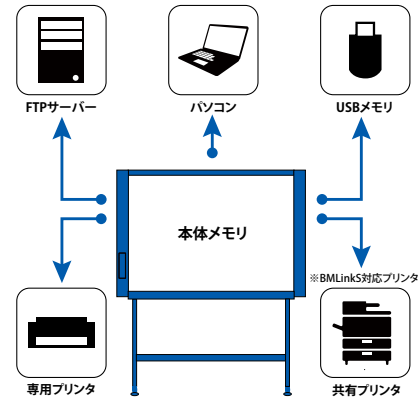 FTPサーバー
パソコン
USBメモリ
本体メモリ
※BMLinkS対応プリンタ
専用プリンタ
共有プリンタ